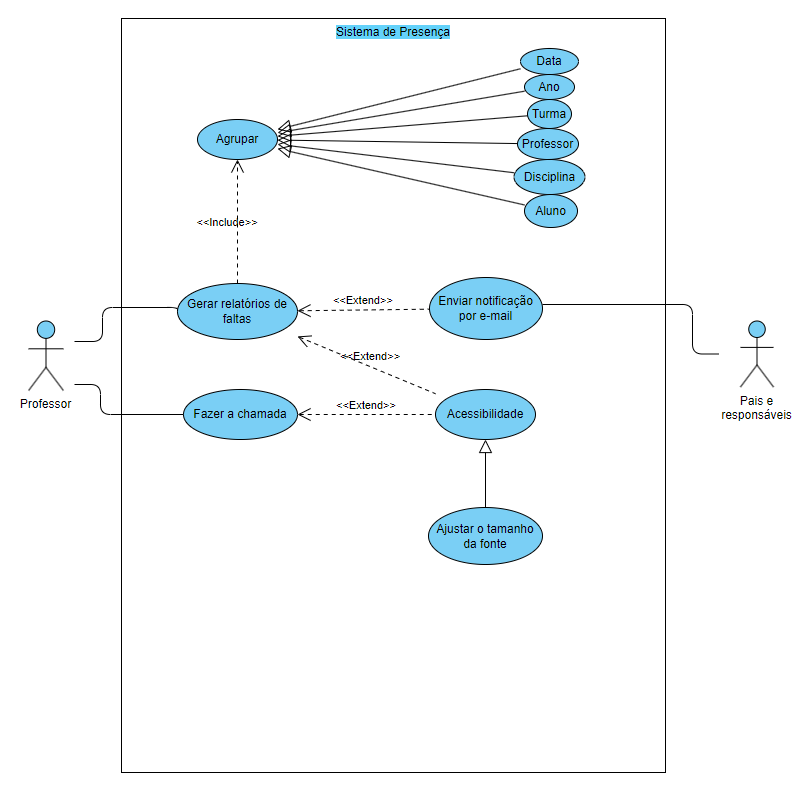 Sistema de Presença
Data
Ano
Turma
Professor
Disciplina
Aluno
Agrupar
<<Include>>
Gerar relatórios de
faltas
<<Extend>>
Enviar notificação
por e-mail
<<Extend>>
Fazer a chamada
<<Extend>>
Acessibilidade
Ajustar o tamanho
da fonte
Professor
Pais e
responsáveis